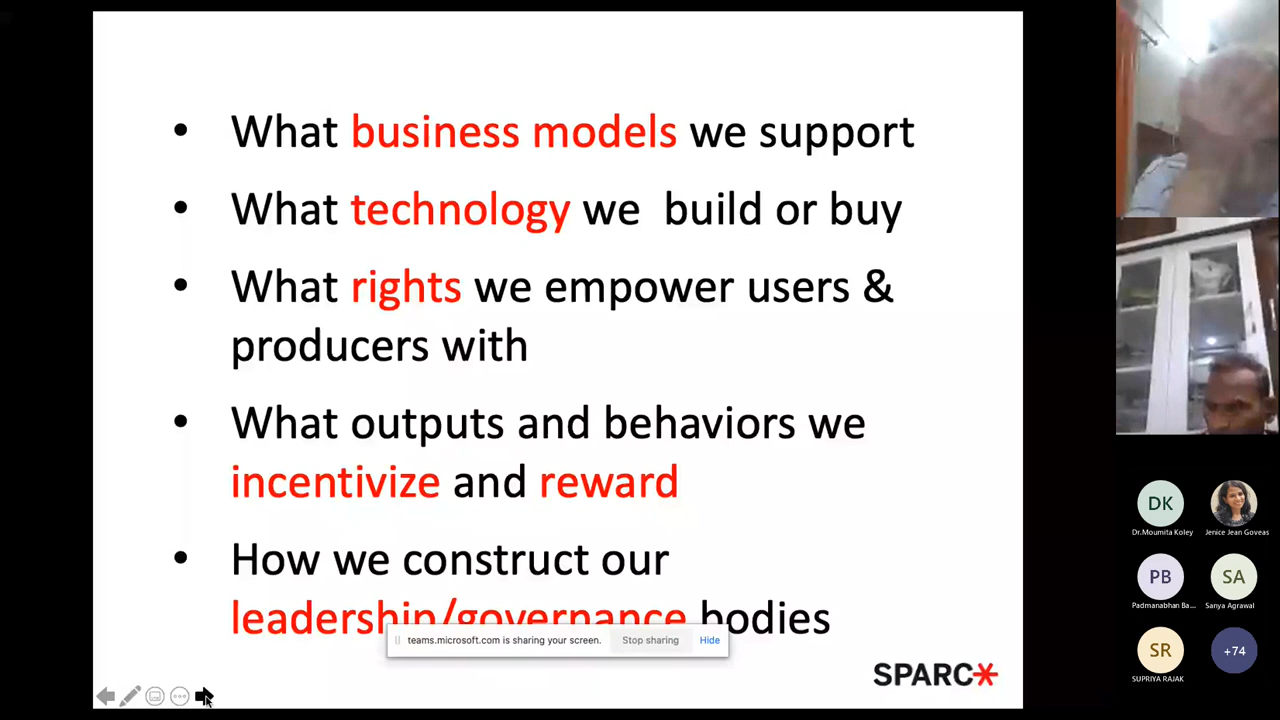 • What business models we support
• What technology we build or buy
• What rights we empower users &
producers with
• What outputs and behaviors we
incentivize and reward
• How we construct our
leadership/governance bodies
teams.microsoft.com is sharing your screen. Stop sharing Hide
SPARC
DK
Dr.Moumita Koley
Jenice Jean Goveas
PB
SA
Padmanabhan Ba...
Sanya Agrawal
SR
+74
SUPRIYA RAJAK